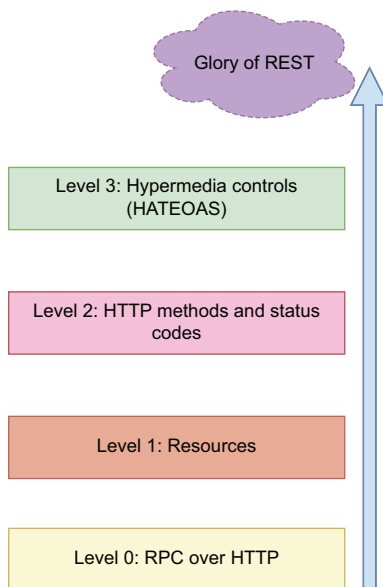 Glory of REST
Level 3: Hypermedia controls
(HATEOAS)
Level 2: HTTP methods and status
codes
Level 1: Resources
Level 0: RPC over HTTP